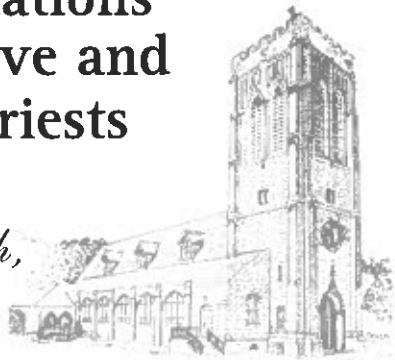 ations
ve and
riests
h,